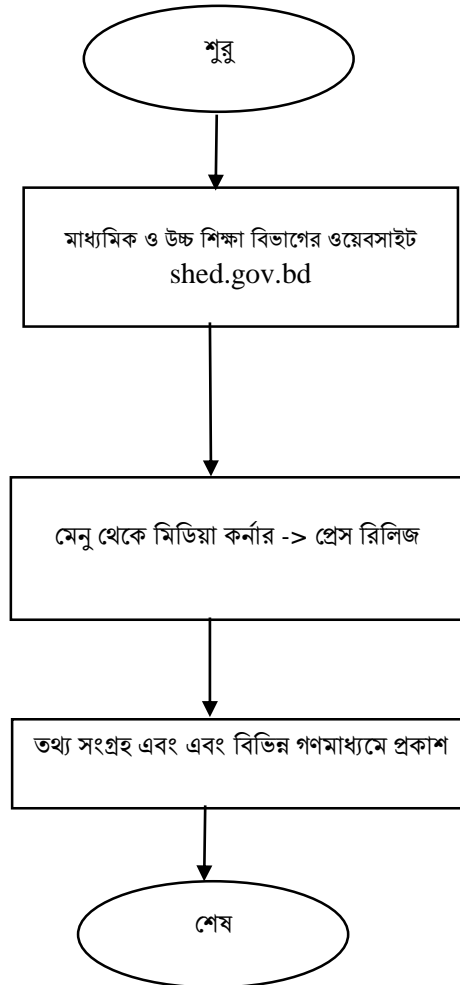 শুরু
মাধ্যমিক ও উচ্চ শিক্ষা বিভাগের ওয়েবসাইট
shed.gov.bd
মেনু থেকে মিডিয়া কর্নার -> প্রেস রিলিজ
তথ্য সংগ্রহ এবং এবং বিভিন্ন গণমাধ্যমে প্রকাশ
শেষ